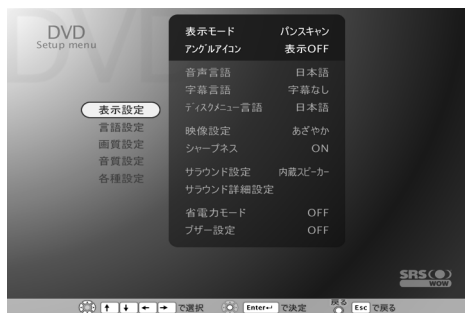 DVD
Setup menu
表示設定
言語設定
画質設定
音質設定
各種設定
表示モード パンスキャン
アングルアイコン 表示OFF
音声言語 日本語
字幕言語 字幕なし
ディスクメニュー言語 日本語
映像設定 あざやか
シャープネス ON
サラウンド設定 内蔵スピーカー
サラウンド詳細設定
省電力モード OFF
ブザー設定 OFF
SRS(●)
WOW
↑ ↓ ← → で選択 Enter↵ で決定 戻る Esc で戻る